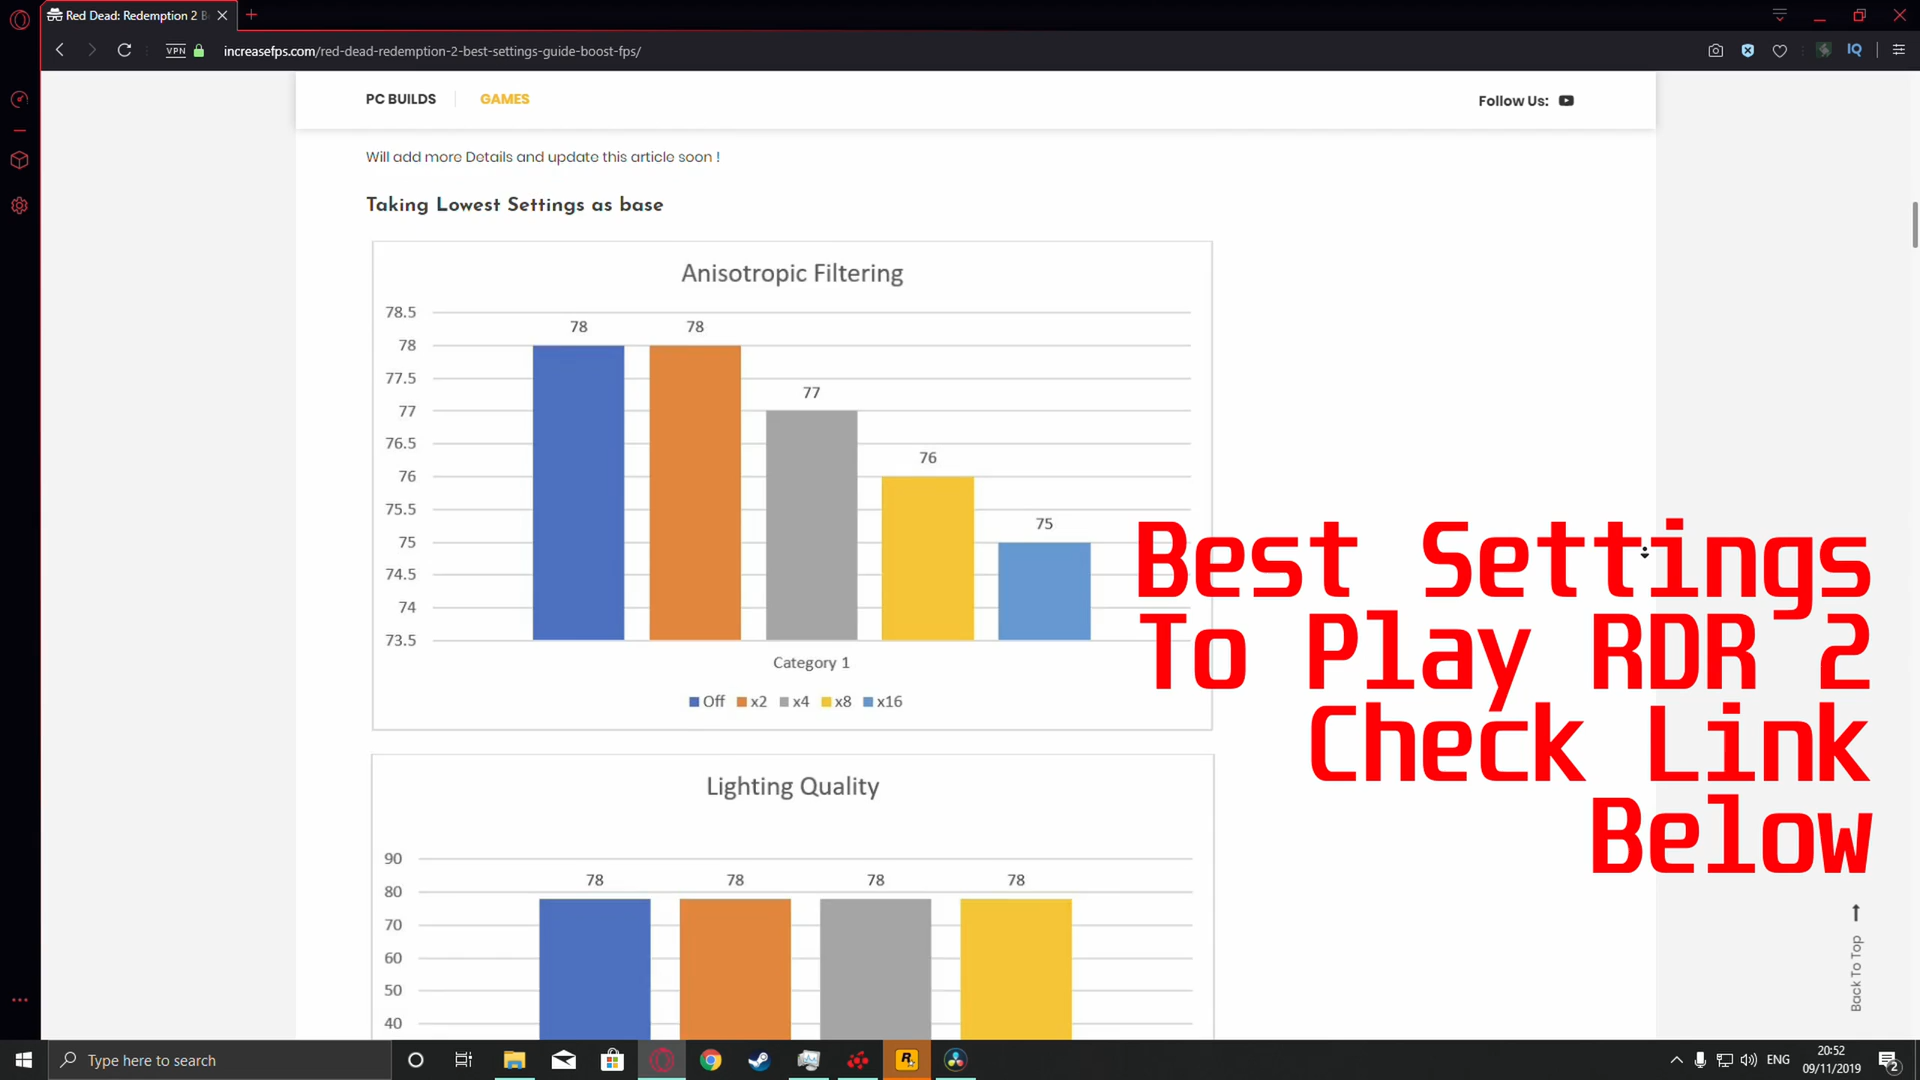 Red Dead: Redemption 2 B
VPN
increasefps.com/red-dead-redemption-2-best-settings-guide-boost-fps/
IQ
PC BUILDS
GAMES
Follow Us:
Will add more Details and update this article soon !
Taking Lowest Settings as base
Anisotropic Filtering
78.5
78
77.5
77
76.5
76
75.5
75
74.5
74
73.5
78
78
77
76
75
Category 1
Off x2 x4 x8 x16
Best Settings
To Play RDR 2
Check Link
Below
Lighting Quality
90
80
70
60
50
40
78
78
78
78
Back To Top
Type here to search
R
ENG
20:52
09/11/2019
2